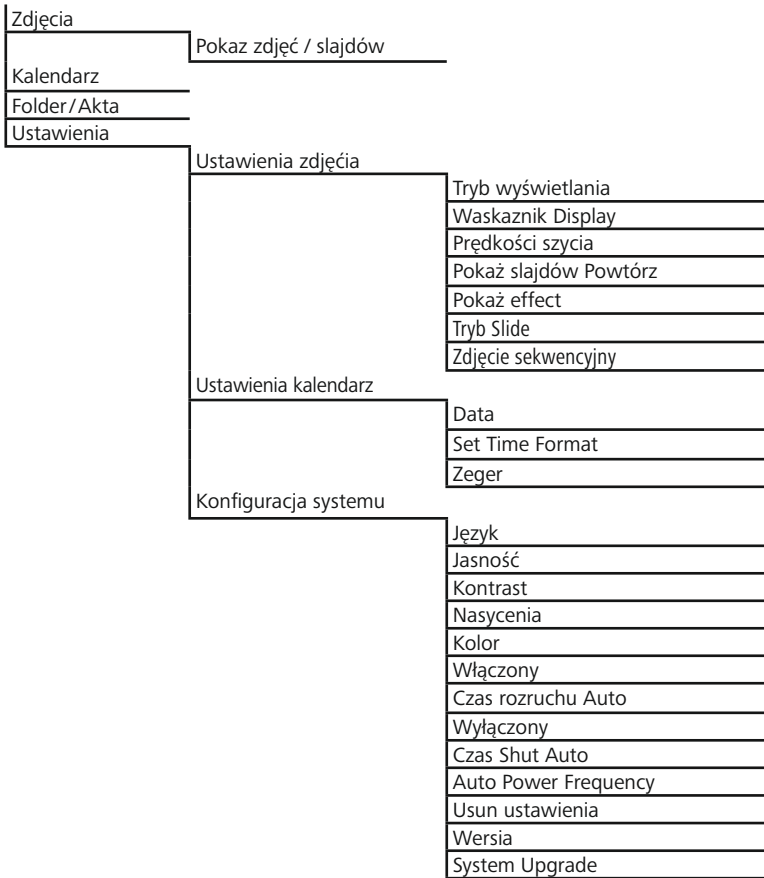 Zdjęcia
Pokaz zdjęć / slajdów
Kalendarz
Folder/Akta
Ustawienia
Ustawienia zdjęćia
Tryb wyświetlania
Waskaznik Display
Prędkości szycia
Pokaż slajdów Powtórz
Pokaż effect
Tryb Slide
Zdjęcie sekwencyjny
Ustawienia kalendarz
Data
Set Time Format
Zeger
Konfiguracja systemu
Język
Jasność
Kontrast
Nasycenia
Kolor
Włączony
Czas rozruchu Auto
Wyłączony
Czas Shut Auto
Auto Power Frequency
Usun ustawienia
Wersia
System Upgrade